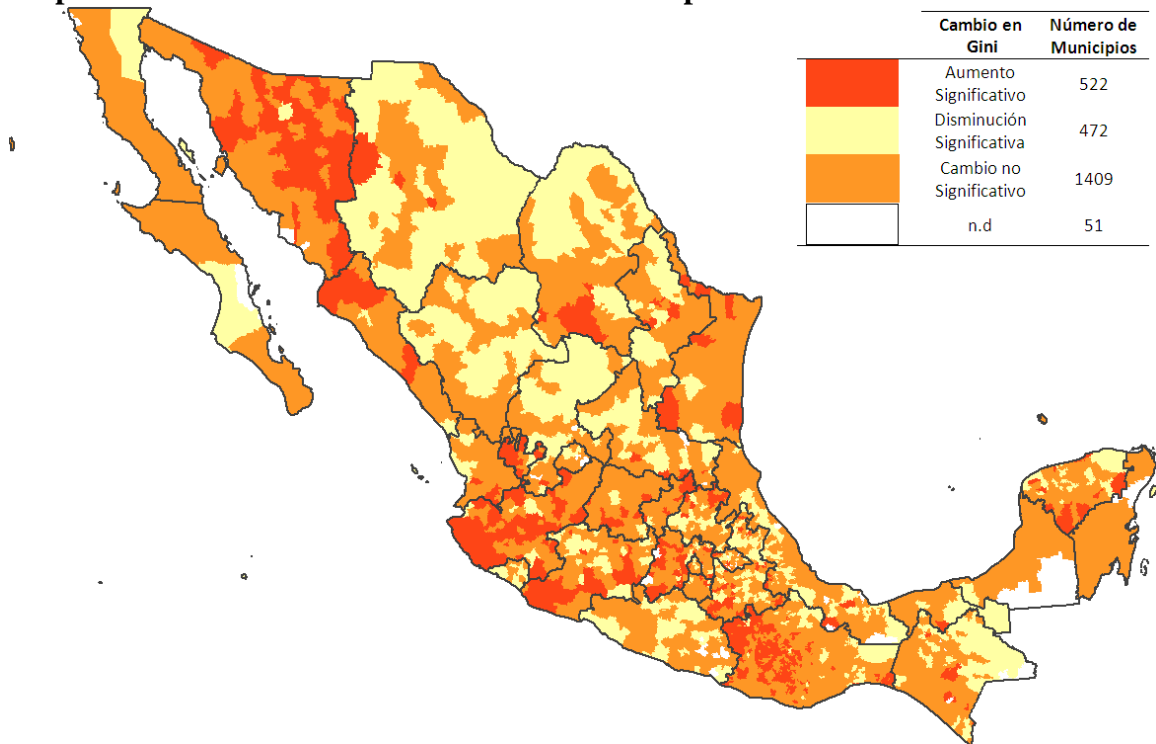 Cambio en Número de
Gini Municipios
Aumento
Significativo 522
Disminución
Significativa 472
Cambio no
Significativo 1409
n.d 51